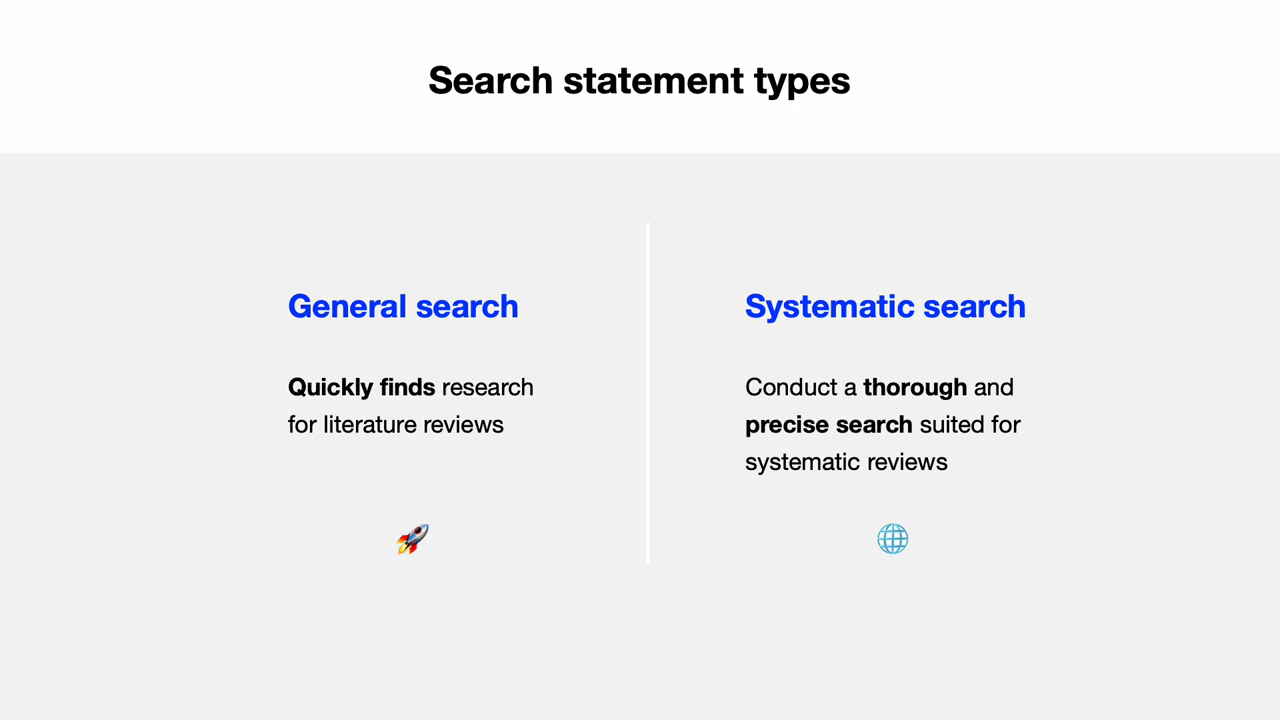 Search statement types
General search
Quickly finds research
for literature reviews
Systematic search
Conduct a thorough and
precise search suited for
systematic reviews